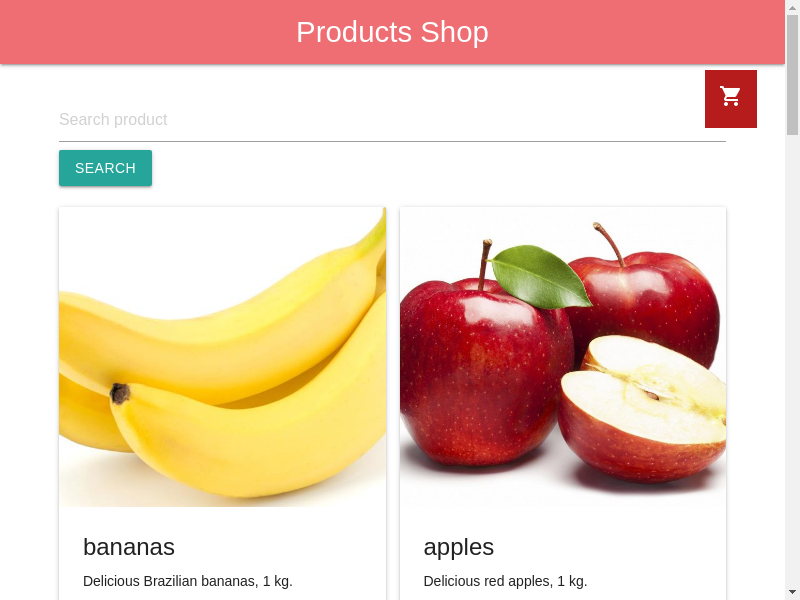 Products Shop
Search product
SEARCH
bananas
Delicious Brazilian bananas, 1 kg.
apples
Delicious red apples, 1 kg.